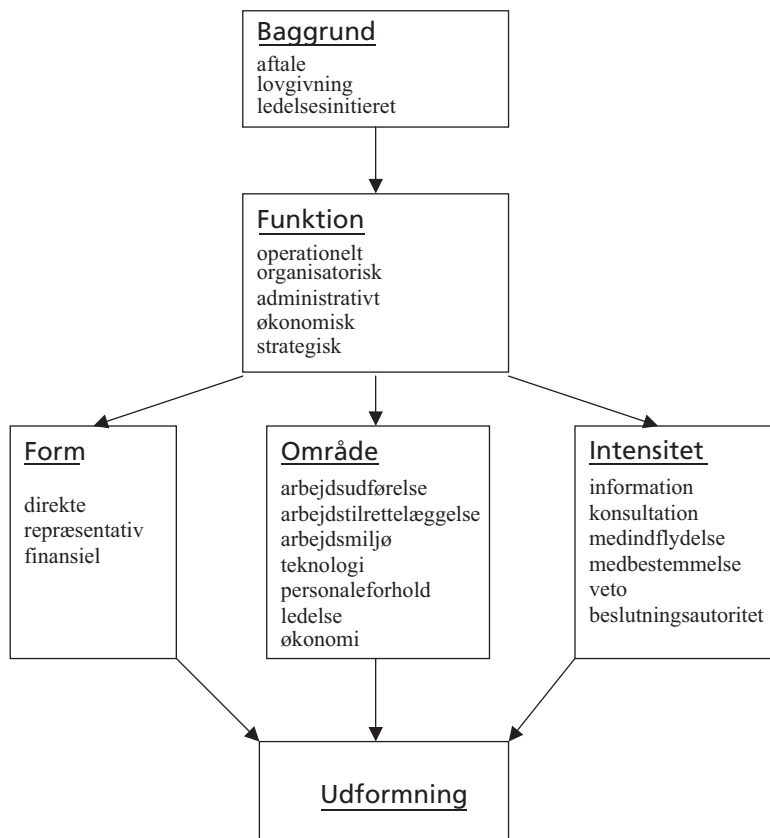 Baggrund
aftale
lovgivning
ledelsesinitieret
Funktion
operationelt
organisatorisk
administrativt
økonomisk
strategisk
Form
direkte
repræsentativ
finansiel
Område
arbejdsudførelse
arbejdstilrettelæggelse
arbejdsmiljø
teknologi
personaleforhold
ledelse
økonomi
Intensitet
information
konsultation
medindflydelse
medbestemmelse
veto
beslutningsautoritet
Udformning